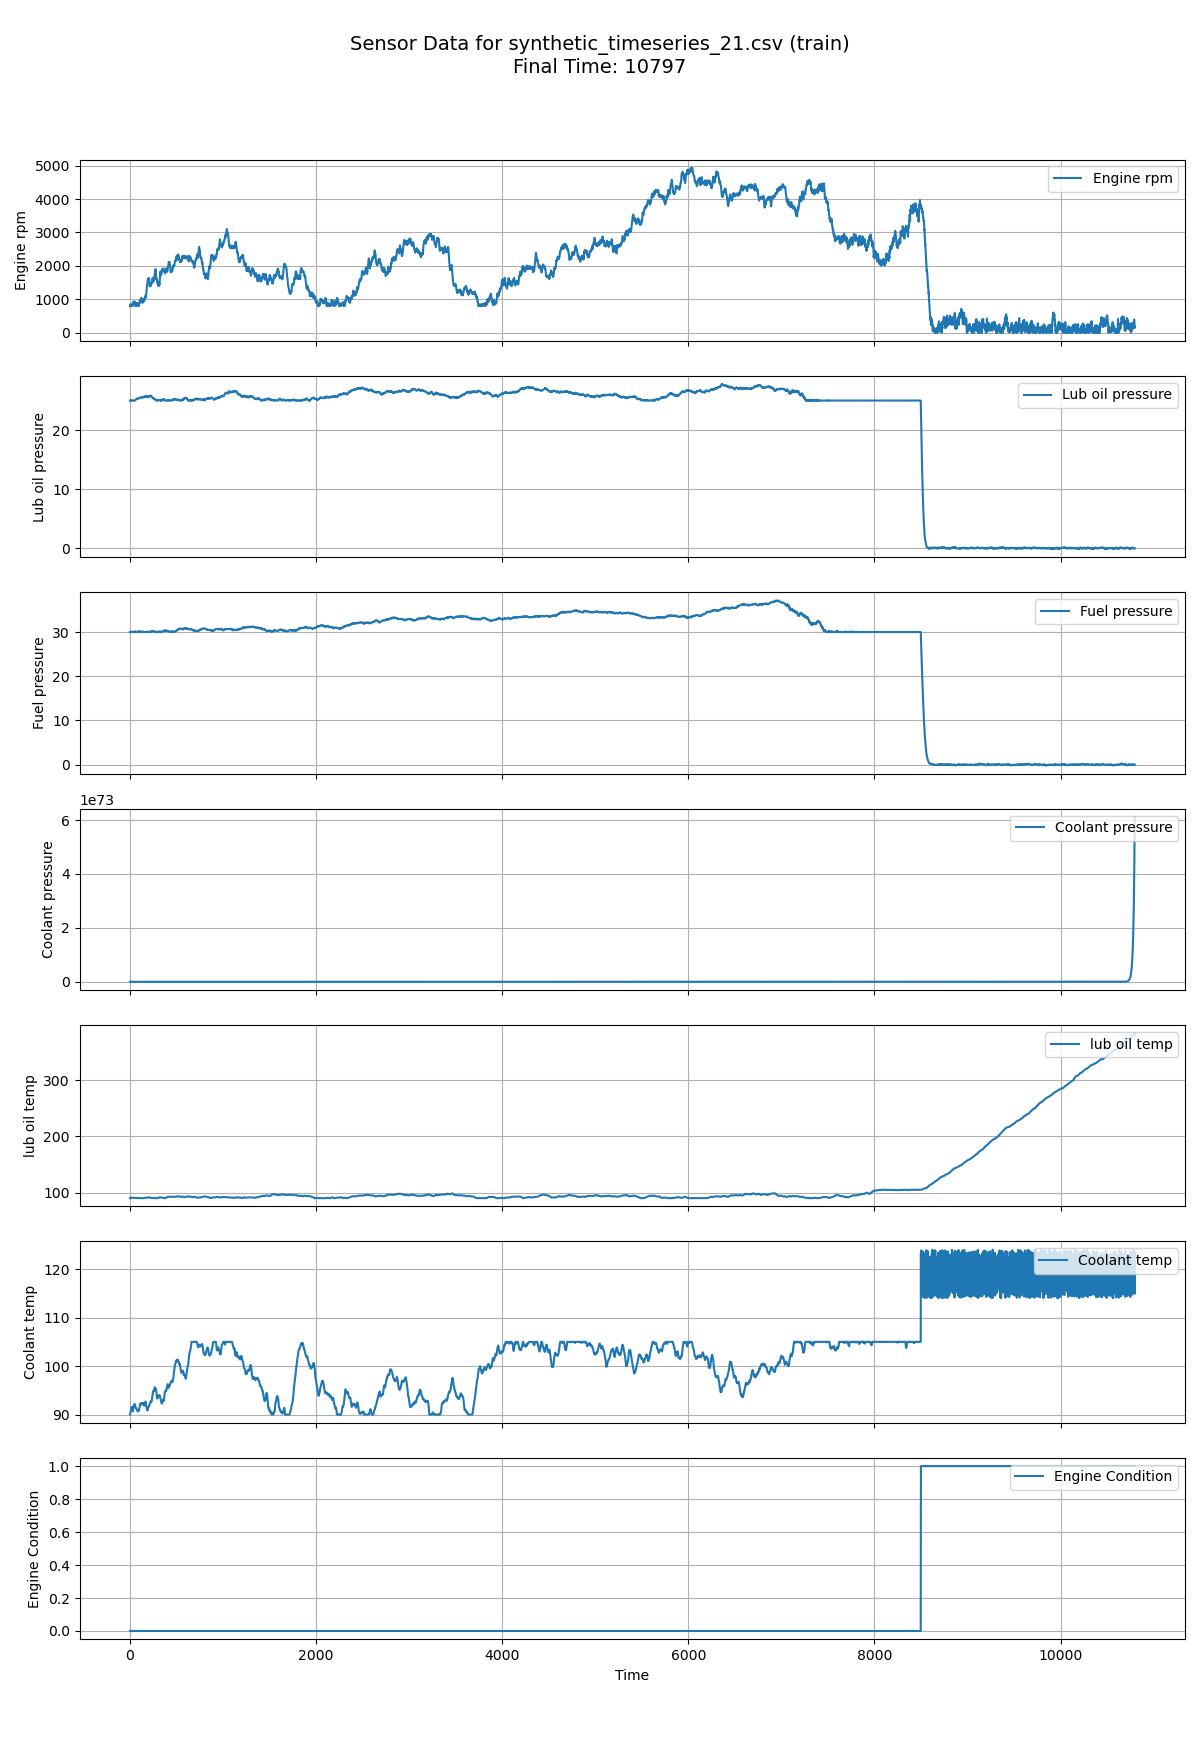 Sensor Data for synthetic_timeseries_21.csv (train)
Final Time: 10797
5000
4000
3000
2000
1000
0
Engine rpm
Engine rpm
20
10
0
Lub oil pressure
Lub oil pressure
30
20
10
0
Fuel pressure
Fuel pressure
1e73
6
4
2
0
Coolant pressure
Coolant pressure
300
200
100
lub oil temp
lub oil temp
120
110
100
90
Coolant temp
Coolant temp
1.0
0.8
0.6
0.4
0.2
0.0
Engine Condition
Engine Condition
0 2000 4000 6000 8000 10000
Time